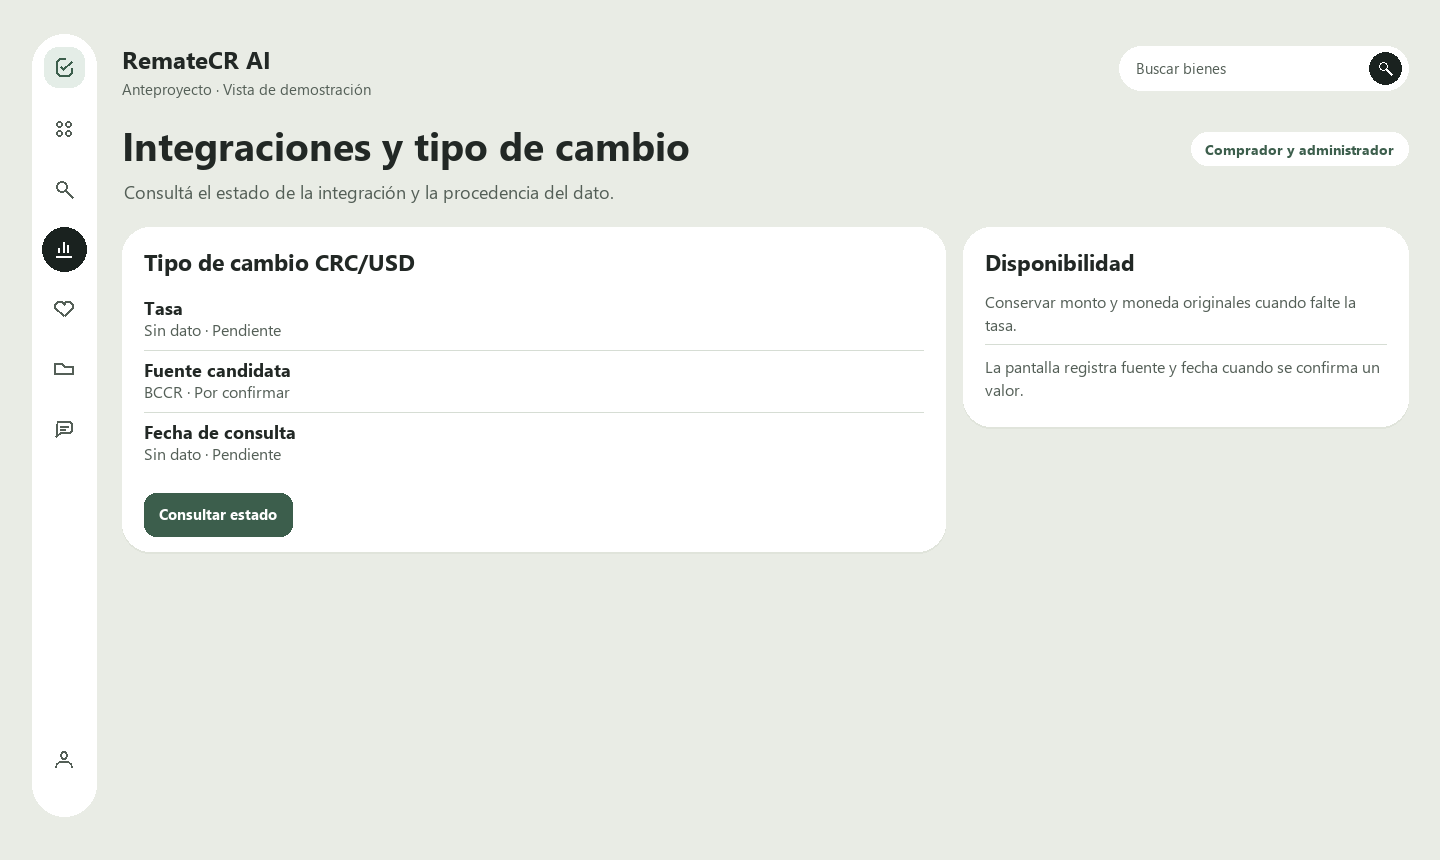 RemateCR AI
Anteproyecto · Vista de demostración
Buscar bienes
Integraciones y tipo de cambio
Comprador y administrador
Consultá el estado de la integración y la procedencia del dato.
Tipo de cambio CRC/USD
Tasa
Sin dato · Pendiente
Fuente candidata
BCCR · Por confirmar
Fecha de consulta
Sin dato · Pendiente
Consultar estado
Disponibilidad
Conservar monto y moneda originales cuando falte la
tasa.
La pantalla registra fuente y fecha cuando se confirma un
valor.